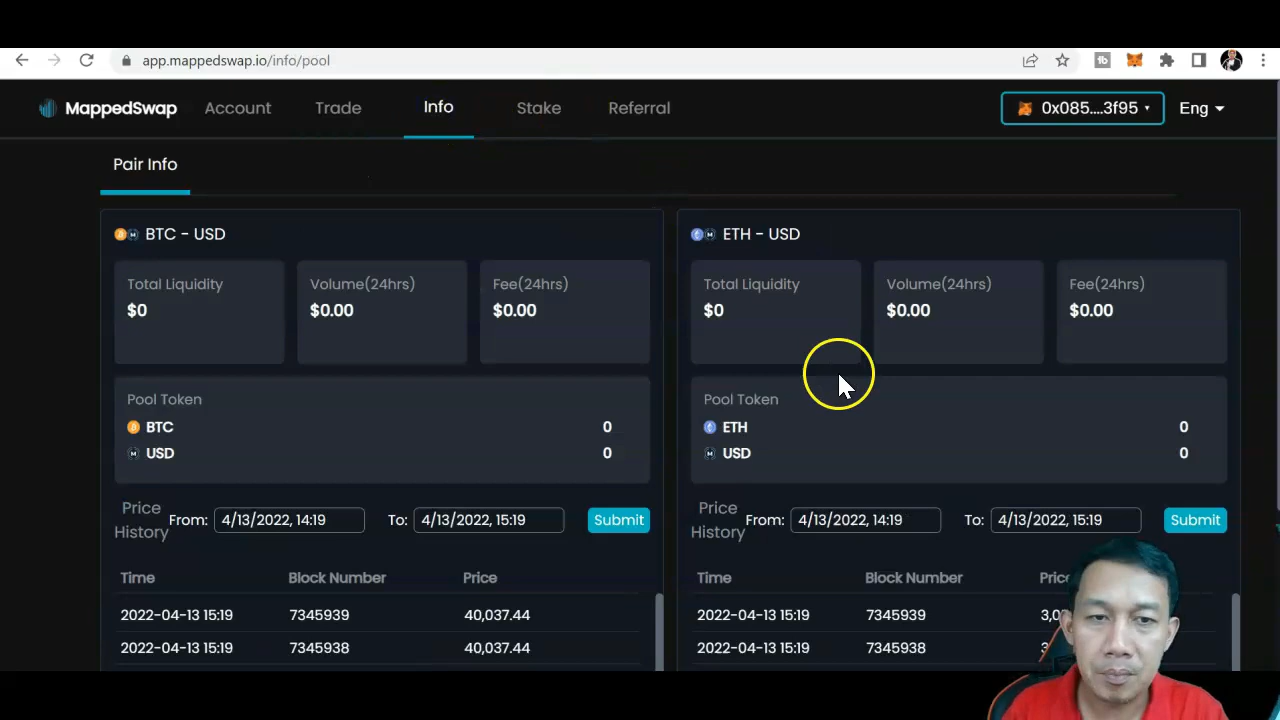 app.mappedswap.io/info/pool
MappedSwap Account Trade Info Stake Referral 0x085....3f95 Eng
Pair Info
BTC - USD
Total Liquidity Volume(24hrs) Fee(24hrs)
$0 $0.00 $0.00
Pool Token
BTC 0
USD 0
Price History From: 4/13/2022, 14:19 To: 4/13/2022, 15:19 Submit
Time Block Number Price
2022-04-13 15:19 7345939 40,037.44
2022-04-13 15:19 7345938 40,037.44
ETH - USD
Total Liquidity Volume(24hrs) Fee(24hrs)
$0 $0.00 $0.00
Pool Token
ETH 0
USD 0
Price History From: 4/13/2022, 14:19 To: 4/13/2022, 15:19 Submit
Time Block Number
2022-04-13 15:19 7345939
2022-04-13 15:19 7345938